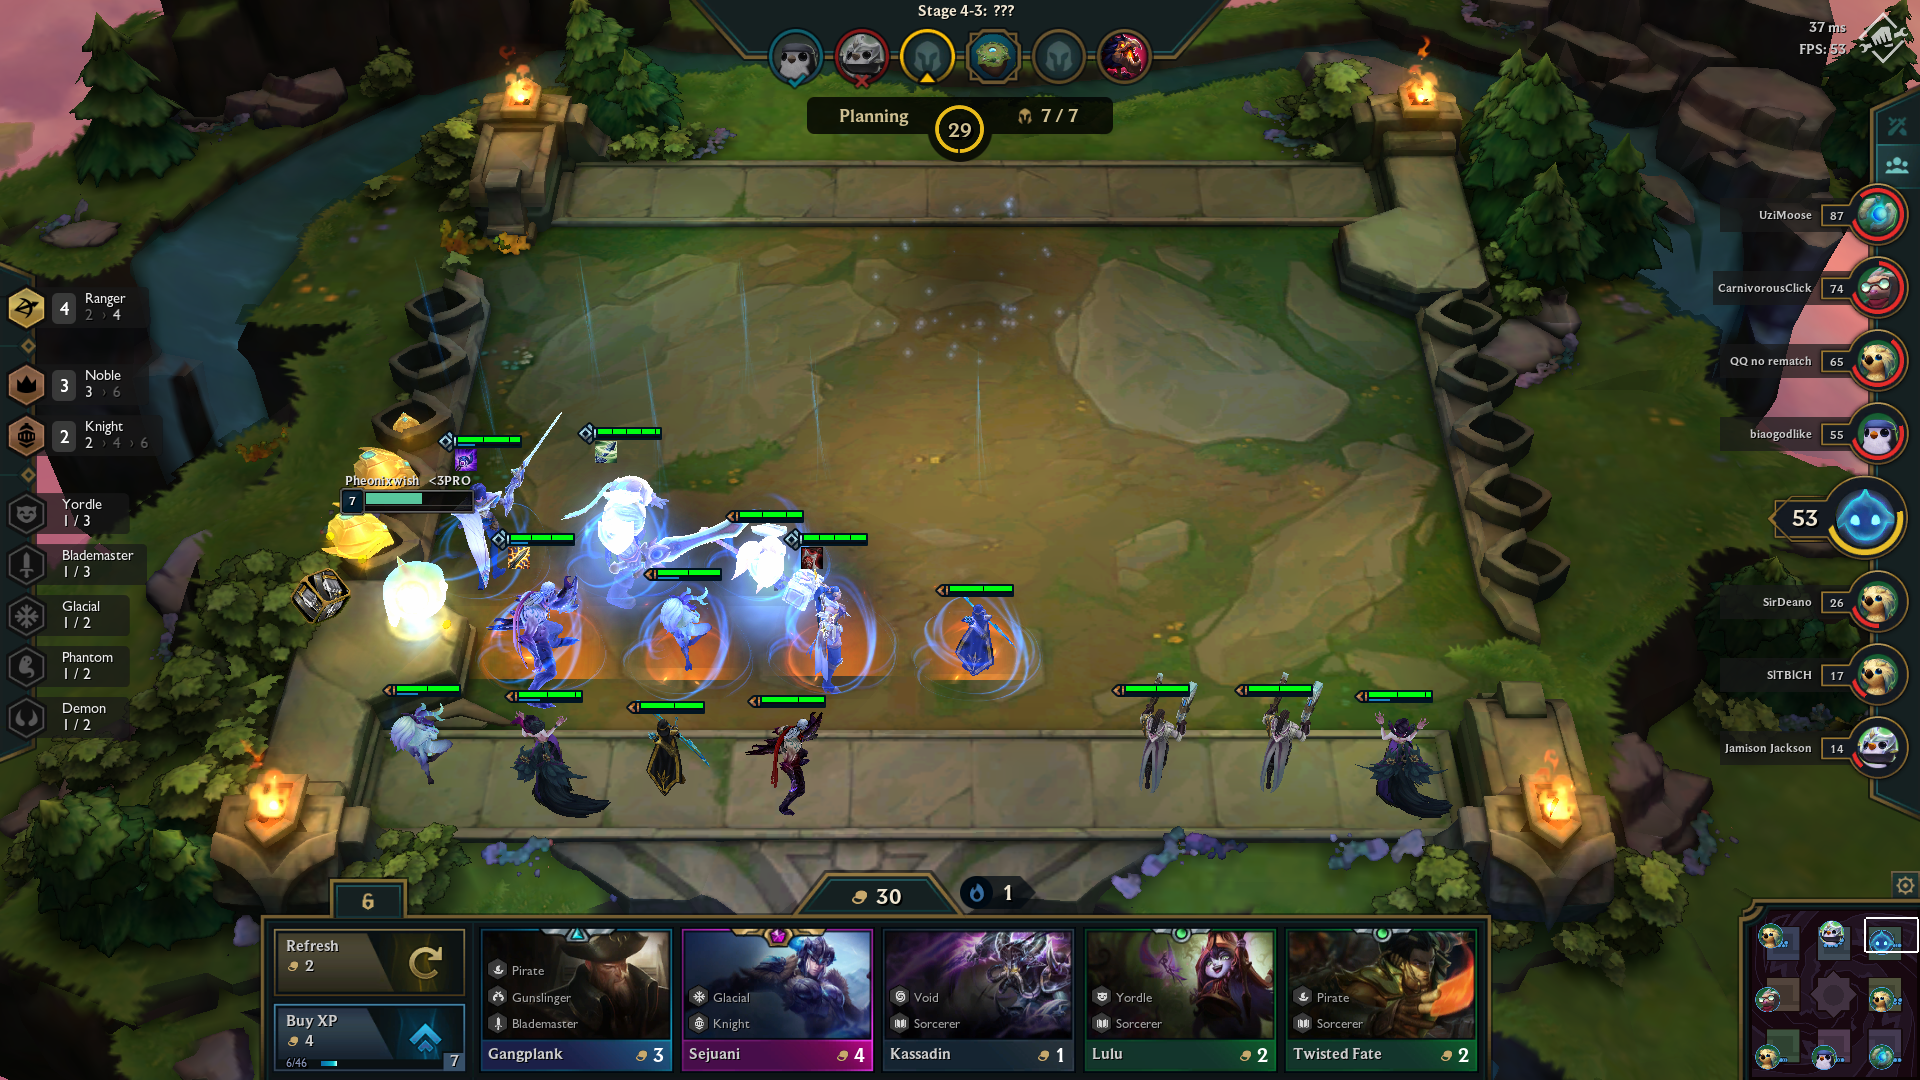 Stage 4-3: ???
37 ms
FPS: 53
Planning
29
7 / 7
UziMoose 87
CarnivorousClick 74
QQ no rematch 65
biaogodlike 55
53
SirDeano 26
SITBICH 17
Jamison Jackson 14
4 Ranger
2 › 4
3 Noble
3 › 6
2 Knight
2 › 4 › 6
Yordle
1 / 3
Blademaster
1 / 3
Glacial
1 / 2
Phantom
1 / 2
Demon
1 / 2
Pheonixwish <3PRO
7
6
30
1
Refresh
2
Buy XP
4
6/46
7
Pirate
Gunslinger
Blademaster
Gangplank 3
Glacial
Knight
Sejuani 4
Void
Sorcerer
Kassadin 1
Yordle
Sorcerer
Lulu 2
Pirate
Sorcerer
Twisted Fate 2